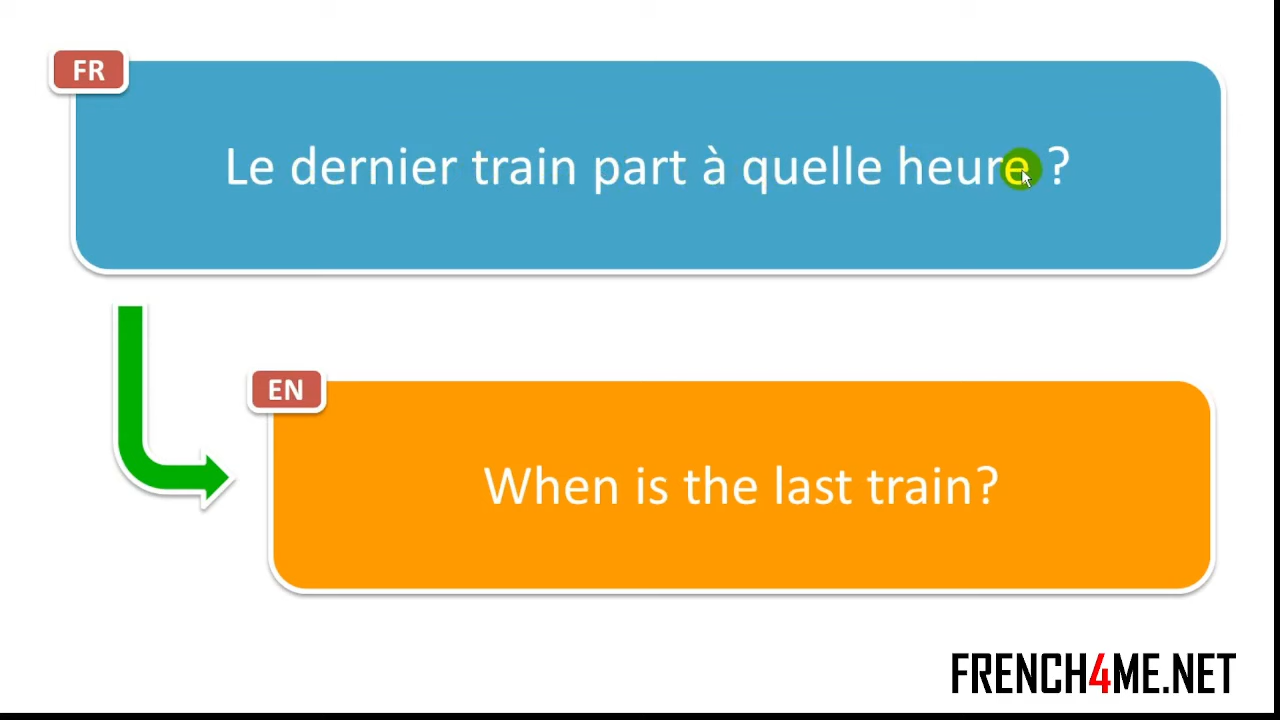 FR
Le dernier train part à quelle heure ?
EN
When is the last train?
FRENCH4ME.NET